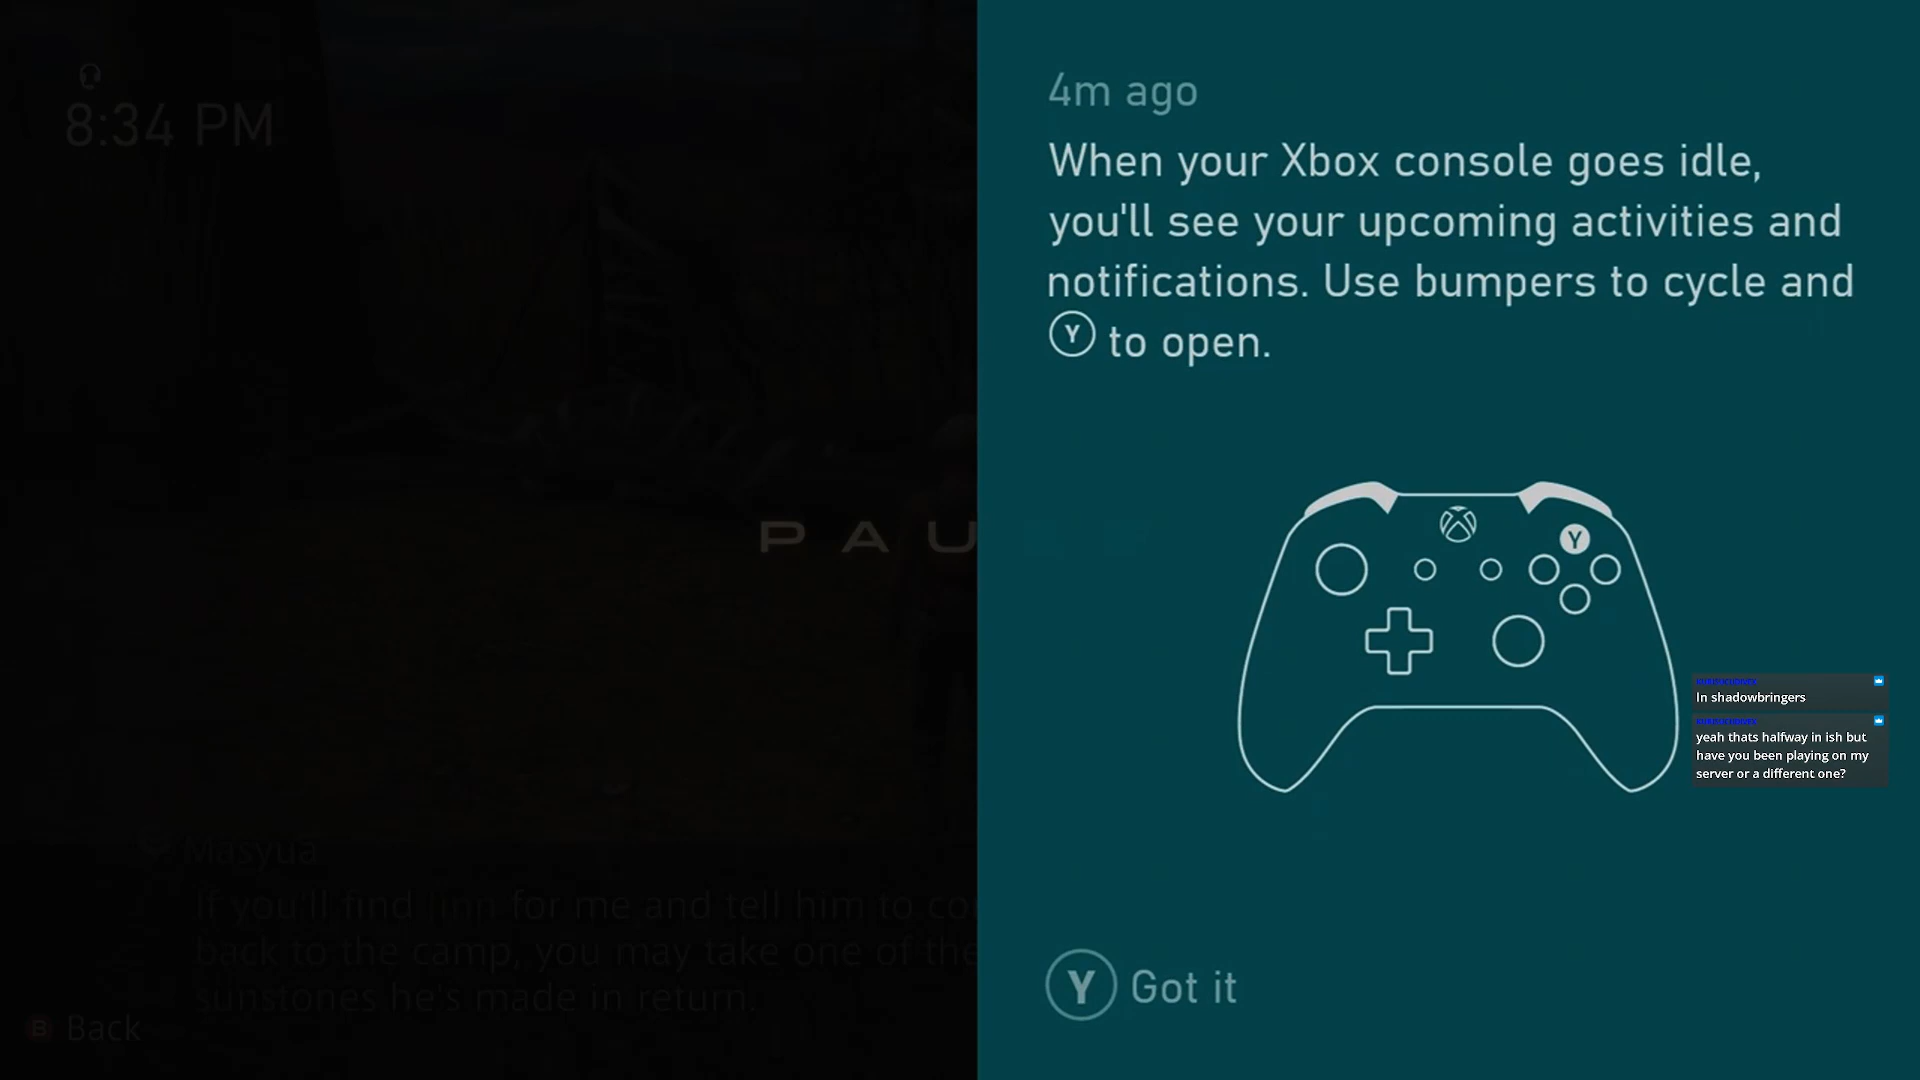 8:34 PM
4m ago
When your Xbox console goes idle,
you'll see your upcoming activities and
notifications. Use bumpers to cycle and
Y to open.
PAU
Y
In shadowbringers
yeah thats halfway in ish but
have you been playing on my
server or a different one?
Masyua
If you'll find Jinn for me and tell him to co
back to the camp, you may take one of the
sunstones he's made in return.
B Back
Y Got it